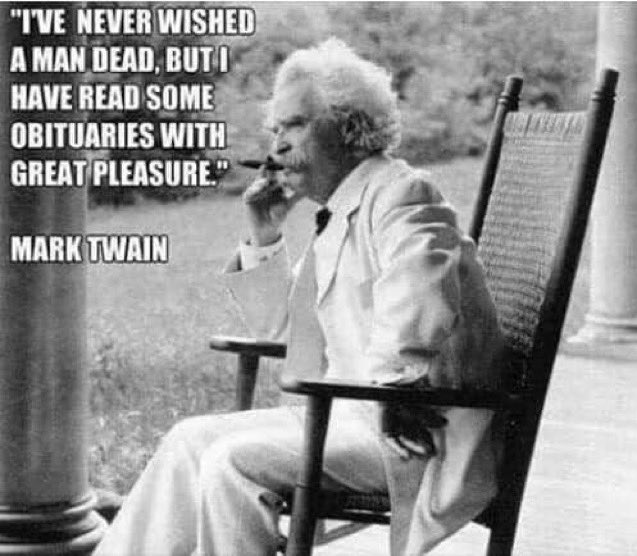 "I'VE NEVER WISHED
A MAN DEAD, BUT I
HAVE READ SOME
OBITUARIES WITH
GREAT PLEASURE."
MARK TWAIN